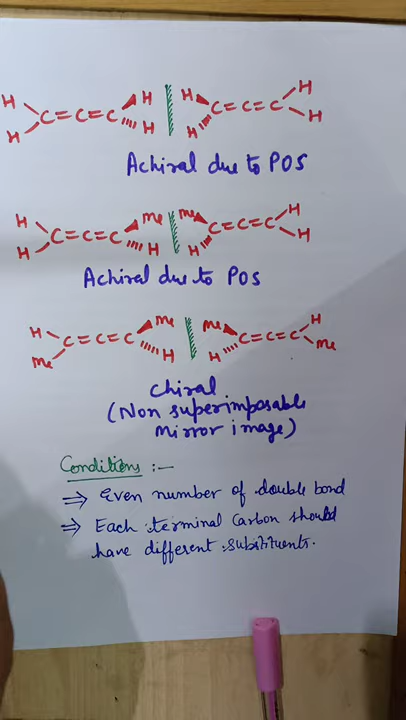 H H H H
C=C=C C=C=C
H H H H
Achiral due to POS
H me me H
C=C=C C=C=C
H H H H
Achiral due to POS
H me me H
C=C=C C=C=C
me H H me
chiral
(Non superimposable
mirror image)
Conditions :-
⇒ Even number of double bond
⇒ Each terminal carbon should
have different substituents.